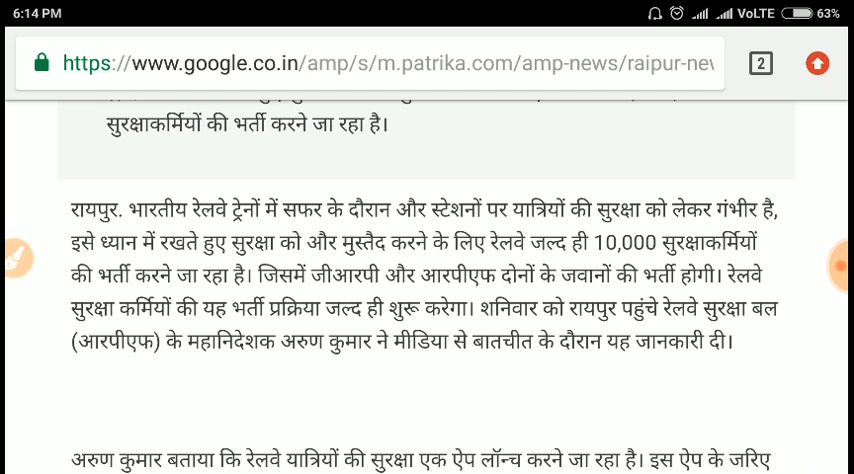 6:14 PM VoLTE 63%
https://www.google.co.in/amp/s/m.patrika.com/amp-news/raipur-nev 2
सुरक्षाकर्मियों की भर्ती करने जा रहा है।
रायपुर. भारतीय रेलवे ट्रेनों में सफर के दौरान और स्टेशनों पर यात्रियों की सुरक्षा को लेकर गंभीर है,
इसे ध्यान में रखते हुए सुरक्षा को और मुस्तैद करने के लिए रेलवे जल्द ही 10,000 सुरक्षाकर्मियों
की भर्ती करने जा रहा है। जिसमें जीआरपी और आरपीएफ दोनों के जवानों की भर्ती होगी। रेलवे
सुरक्षा कर्मियों की यह भर्ती प्रक्रिया जल्द ही शुरू करेगा। शनिवार को रायपुर पहुंचे रेलवे सुरक्षा बल
(आरपीएफ) के महानिदेशक अरुण कुमार ने मीडिया से बातचीत के दौरान यह जानकारी दी।
अरुण कुमार बताया कि रेलवे यात्रियों की सुरक्षा एक ऐप लॉन्च करने जा रहा है। इस ऐप के जरिए